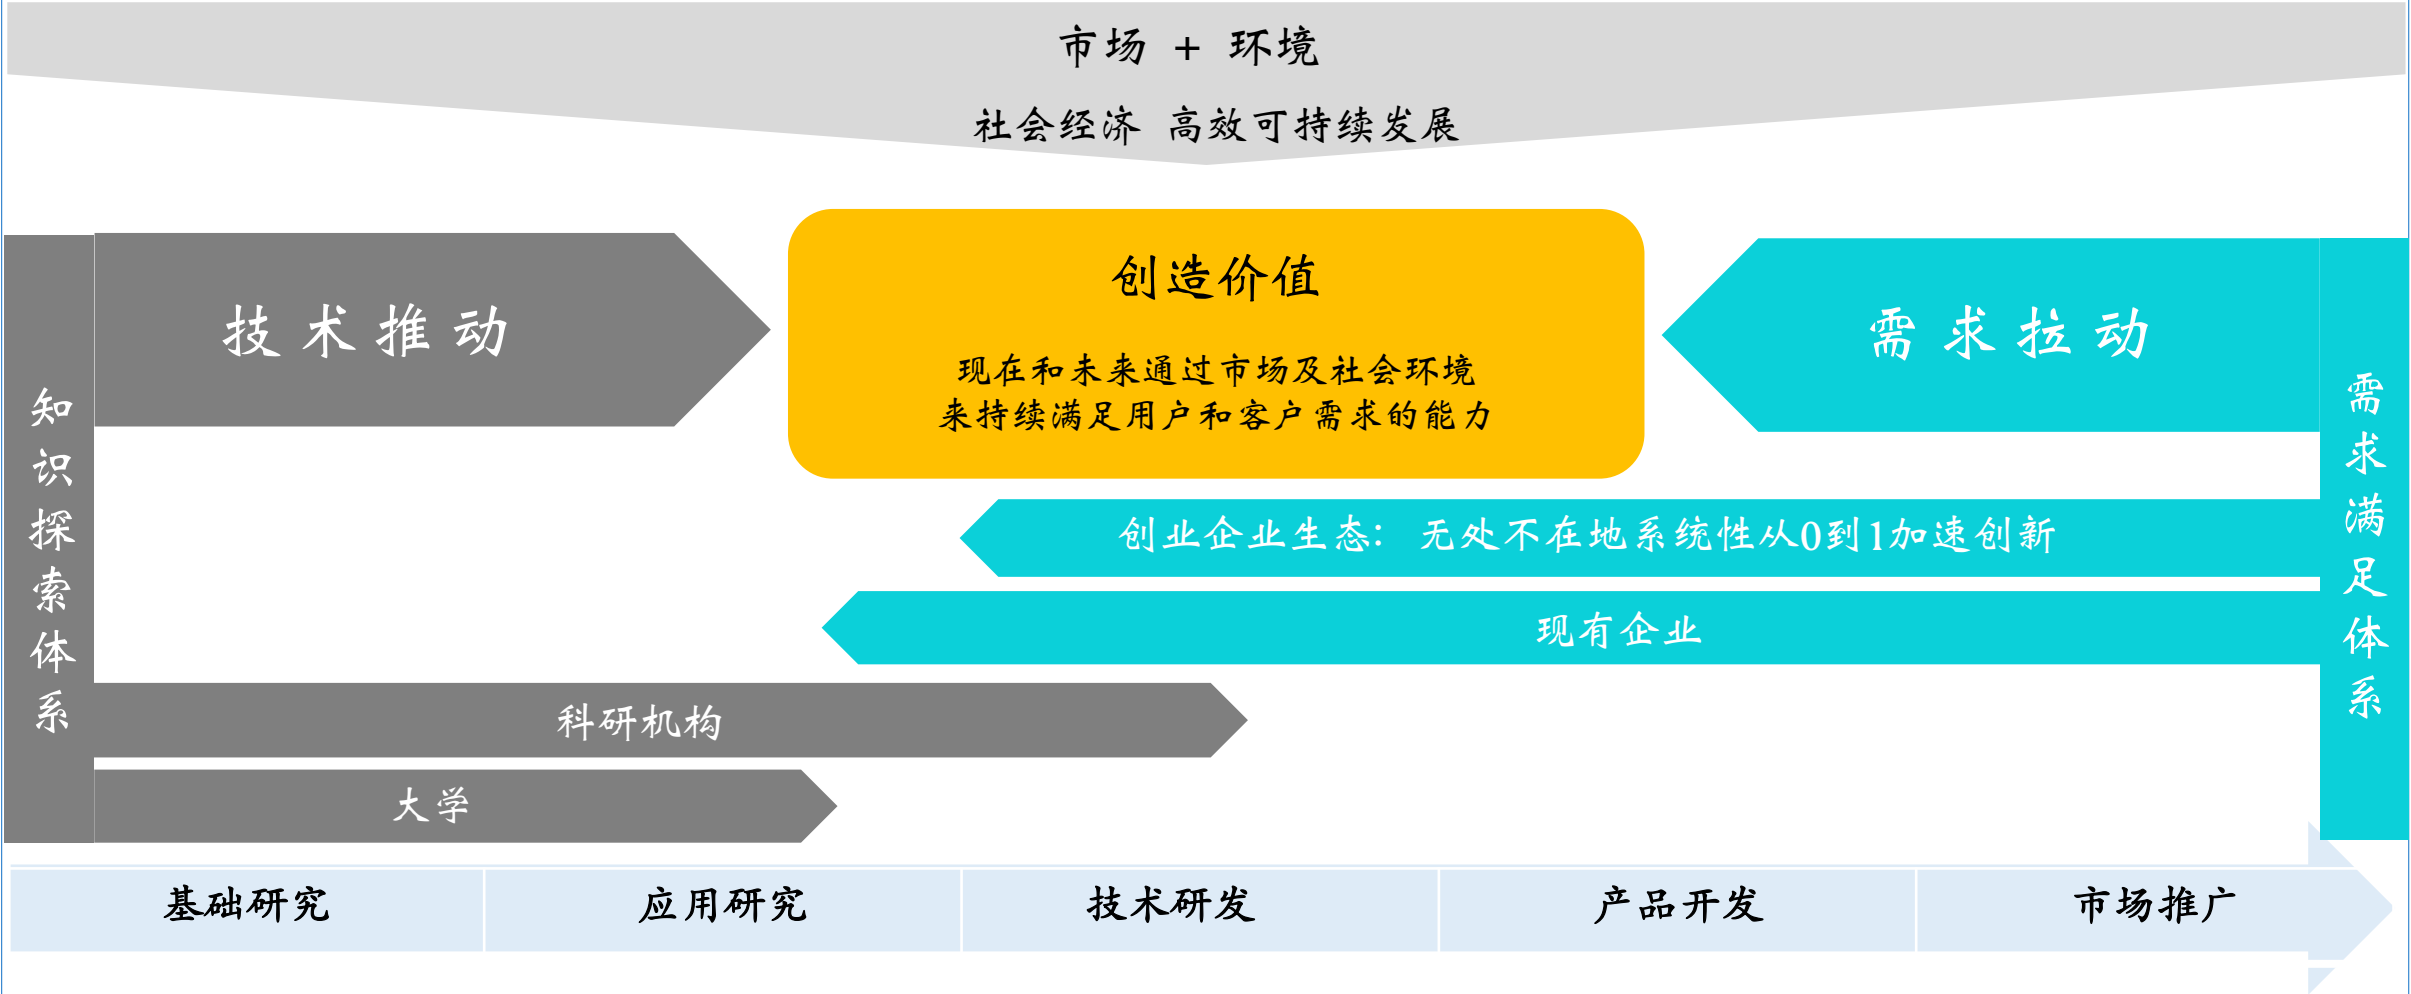 市场 + 环境
社会经济 高效可持续发展
知识探索体系
技术推动
创造价值
现在和未来通过市场及社会环境
来持续满足用户和客户需求的能力
需求拉动
需求满足体系
创业企业生态：无处不在地系统性从0到1加速创新
现有企业
科研机构
大学
基础研究
应用研究
技术研发
产品开发
市场推广